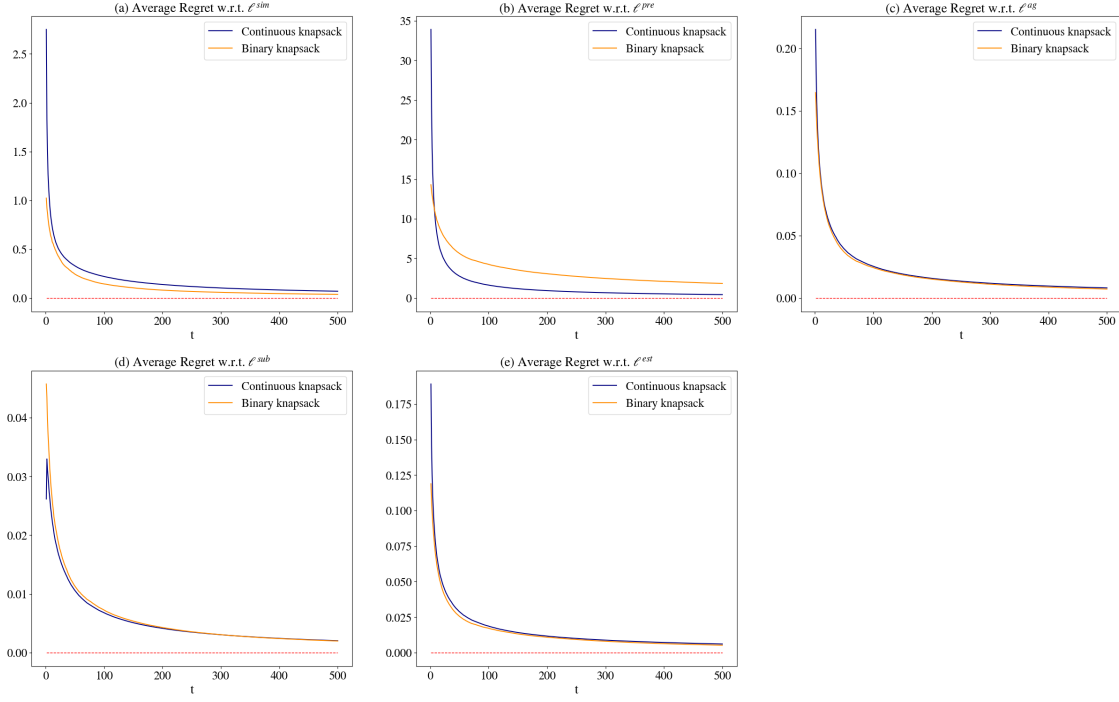 (a) Average Regret w.r.t. ℓ^sim
Continuous knapsack
Binary knapsack
2.5
2.0
1.5
1.0
0.5
0.0
0 100 200 300 400 500
t
(b) Average Regret w.r.t. ℓ^pre
Continuous knapsack
Binary knapsack
35
30
25
20
15
10
5
0
0 100 200 300 400 500
t
(c) Average Regret w.r.t. ℓ^ag
Continuous knapsack
Binary knapsack
0.20
0.15
0.10
0.05
0.00
0 100 200 300 400 500
t
(d) Average Regret w.r.t. ℓ^sub
Continuous knapsack
Binary knapsack
0.04
0.03
0.02
0.01
0.00
0 100 200 300 400 500
t
(e) Average Regret w.r.t. ℓ^est
Continuous knapsack
Binary knapsack
0.175
0.150
0.125
0.100
0.075
0.050
0.025
0.000
0 100 200 300 400 500
t